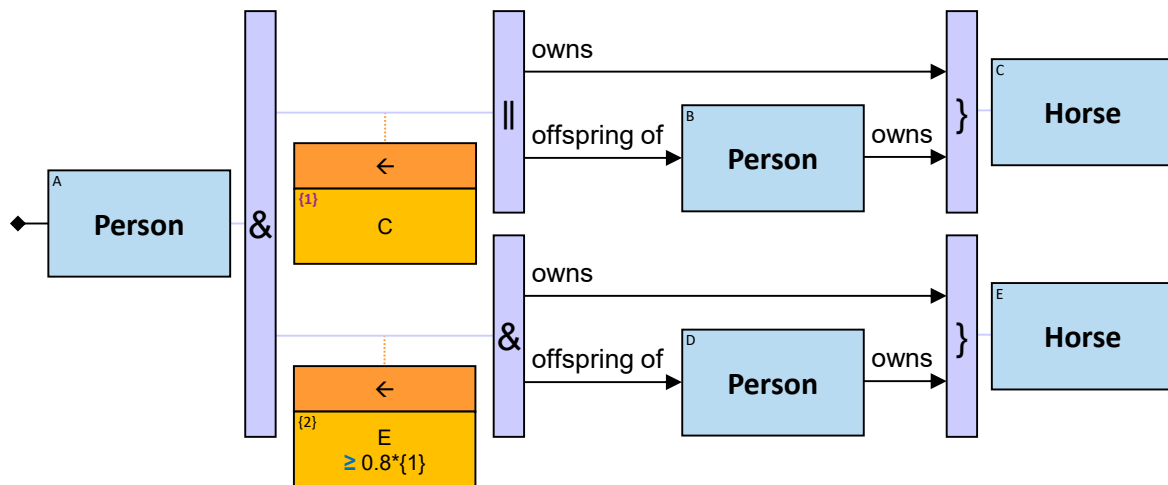 owns
C
Horse
||
offspring of
B
Person
owns
}
←
{1}
C
A
Person
&
owns
E
Horse
&
offspring of
D
Person
owns
}
←
{2}
E
≥ 0.8*{1}